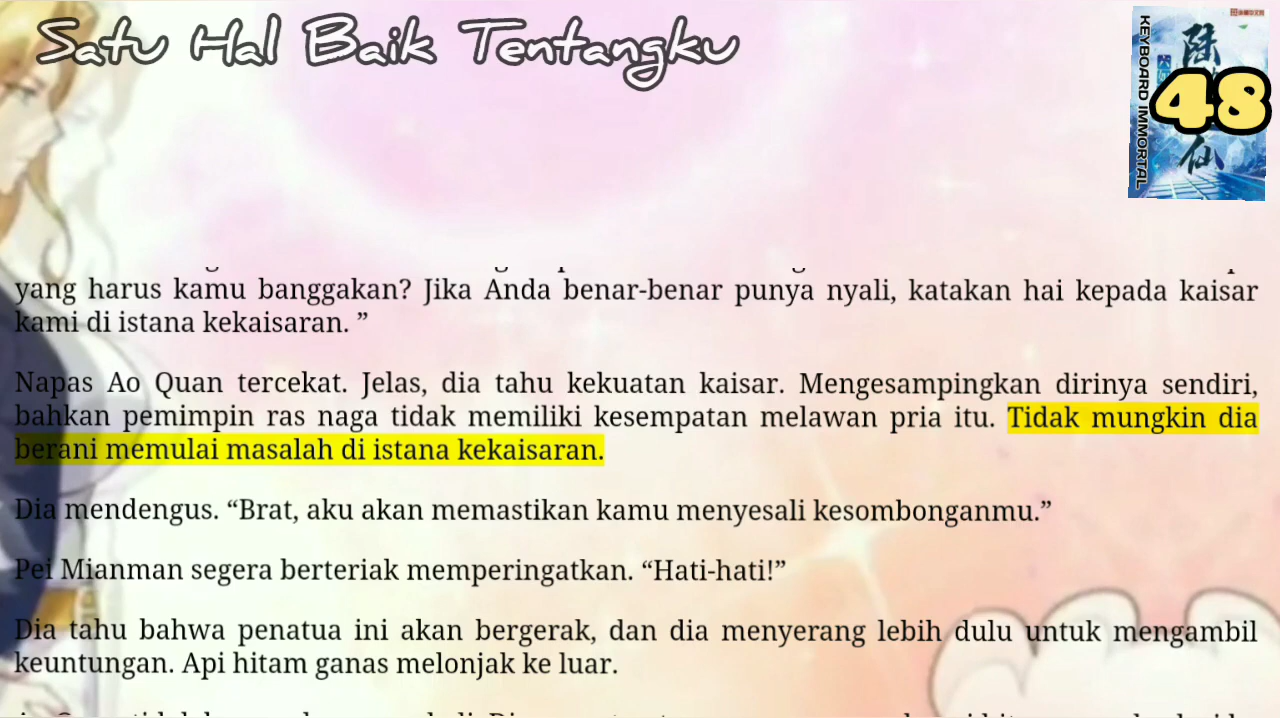 Satu Hal Baik Tentangku
KEYBOARD IMMORTAL
48
yang harus kamu banggakan? Jika Anda benar-benar punya nyali, katakan hai kepada kaisar
kami di istana kekaisaran. ”
Napas Ao Quan tercekat. Jelas, dia tahu kekuatan kaisar. Mengesampingkan dirinya sendiri,
bahkan pemimpin ras naga tidak memiliki kesempatan melawan pria itu. Tidak mungkin dia
berani memulai masalah di istana kekaisaran.
Dia mendengus. “Brat, aku akan memastikan kamu menyesali kesombonganmu.”
Pei Mianman segera berteriak memperingatkan. “Hati-hati!”
Dia tahu bahwa penatua ini akan bergerak, dan dia menyerang lebih dulu untuk mengambil
keuntungan. Api hitam ganas melonjak ke luar.